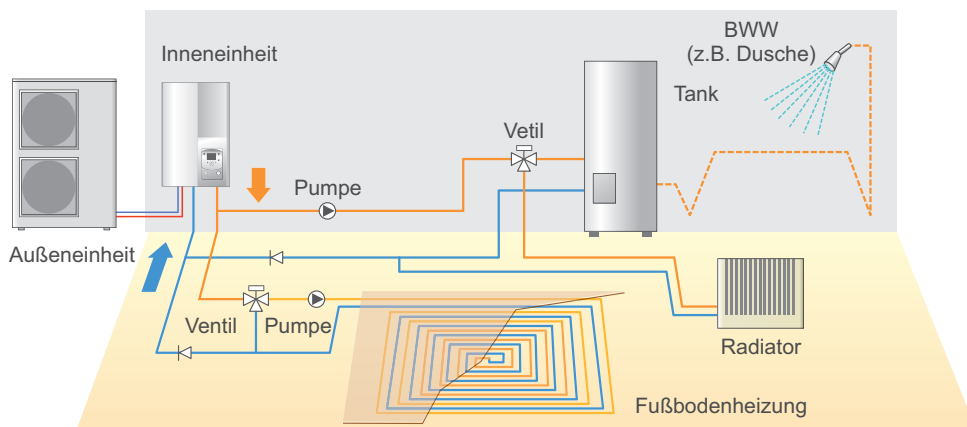 BWW
(z.B. Dusche)
Inneneinheit
Tank
Vetil
Pumpe
Außeneinheit
Ventil
Pumpe
Radiator
Fußbodenheizung